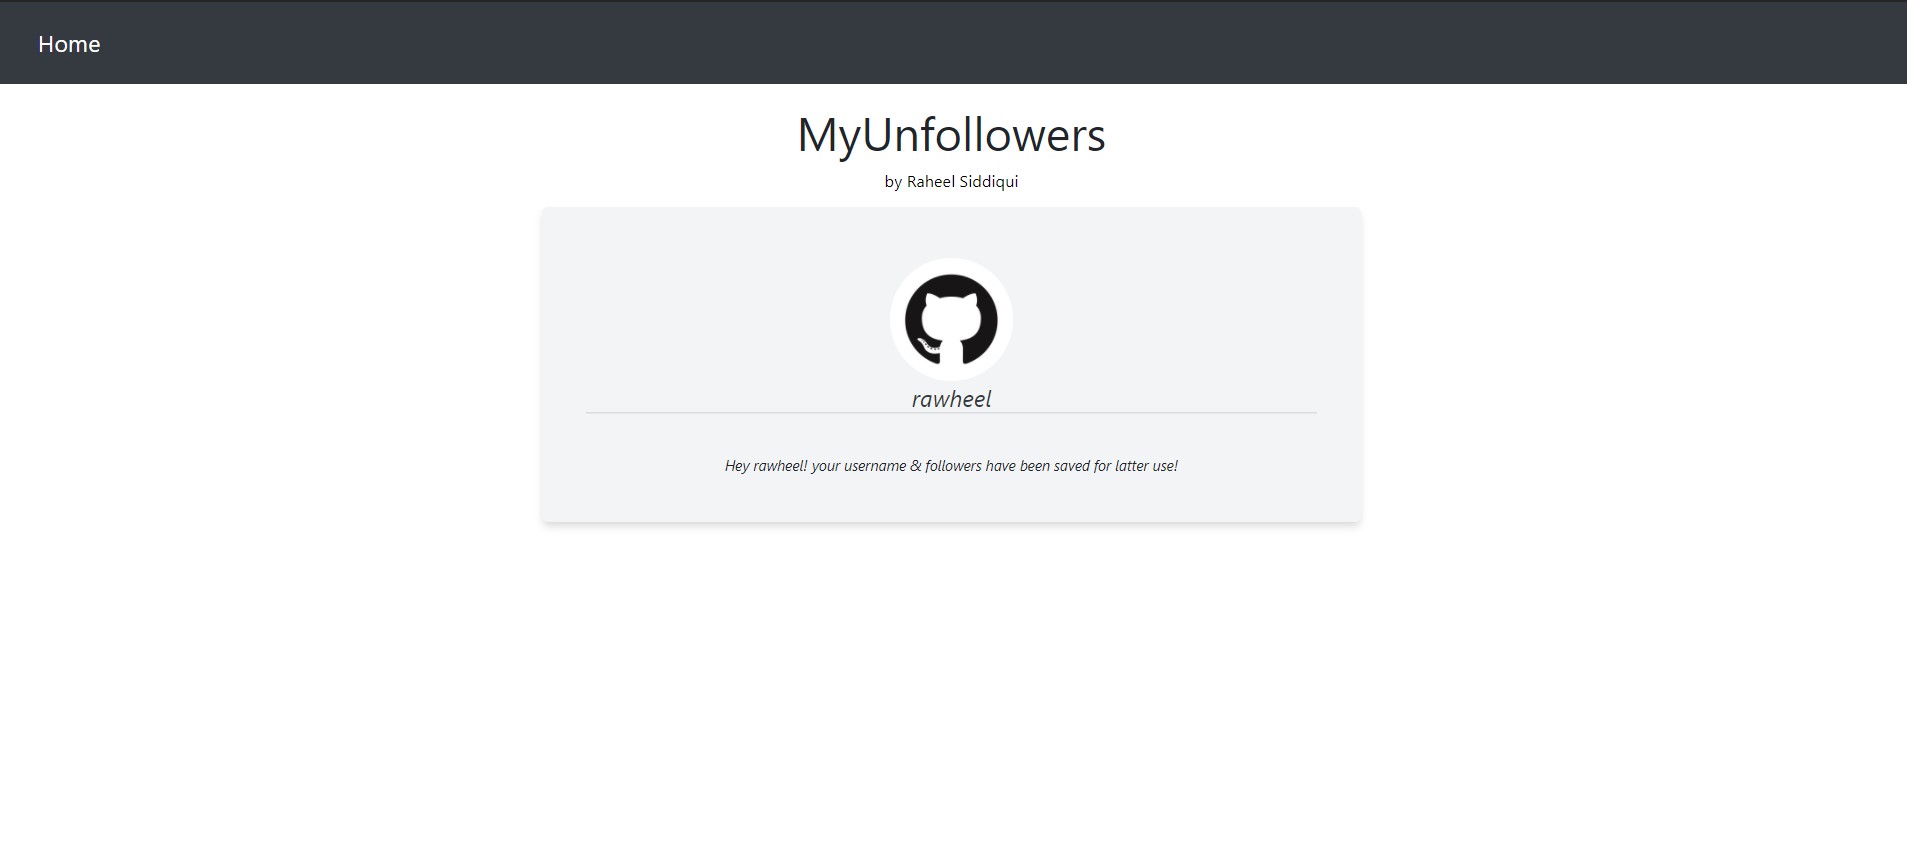 Home
MyUnfollowers
by Raheel Siddiqui
rawheel
Hey rawheel! your username & followers have been saved for latter use!